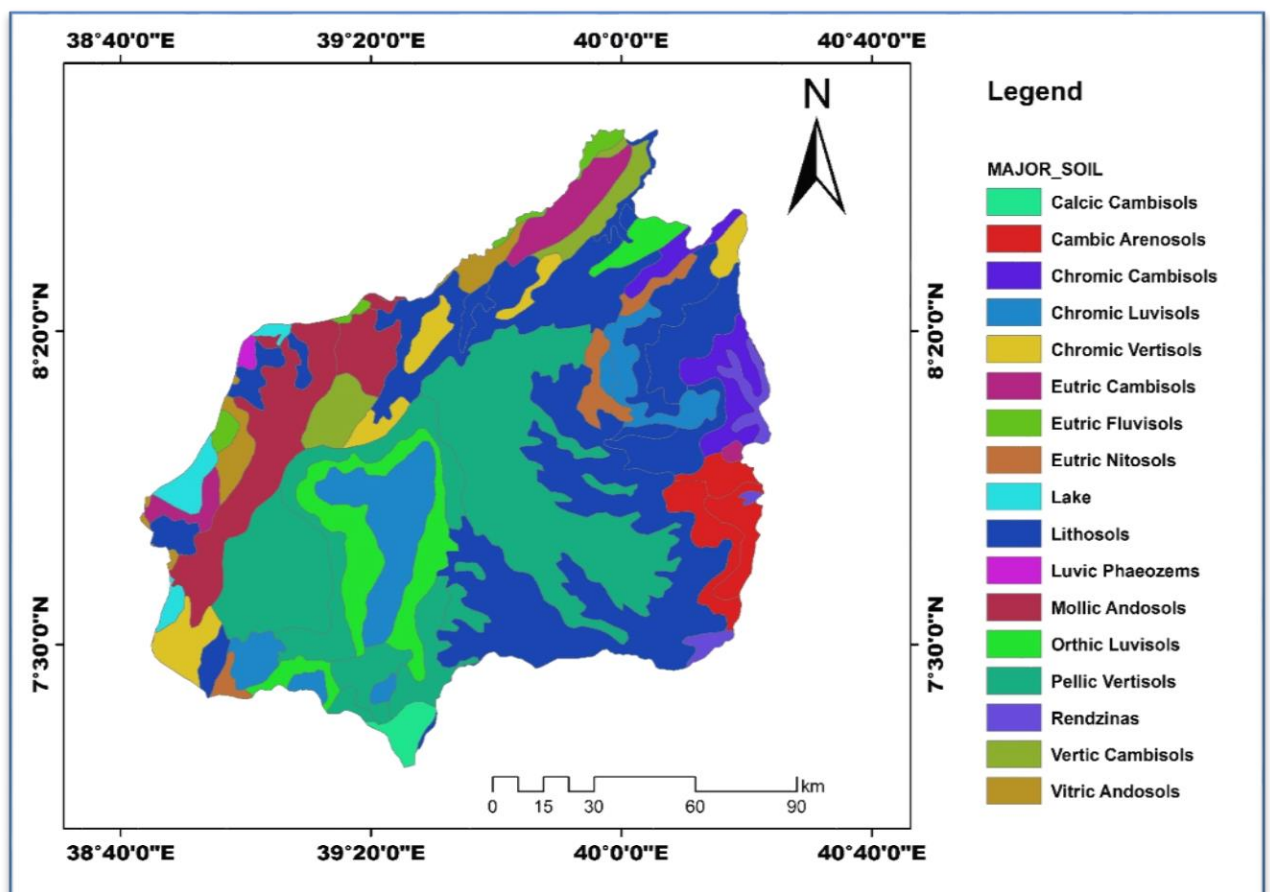 38°40'0"E 39°20'0"E 40°0'0"E 40°40'0"E
N
Legend
MAJOR_SOIL
Calcic Cambisols
Cambic Arenosols
Chromic Cambisols
Chromic Luvisols
Chromic Vertisols
Eutric Cambisols
Eutric Fluvisols
Eutric Nitosols
Lake
Lithosols
Luvic Phaeozems
Mollic Andosols
Orthic Luvisols
Pellic Vertisols
Rendzinas
Vertic Cambisols
Vitric Andosols
8°20'0"N
8°20'0"N
7°30'0"N
7°30'0"N
km
0 15 30 60 90
38°40'0"E 39°20'0"E 40°0'0"E 40°40'0"E